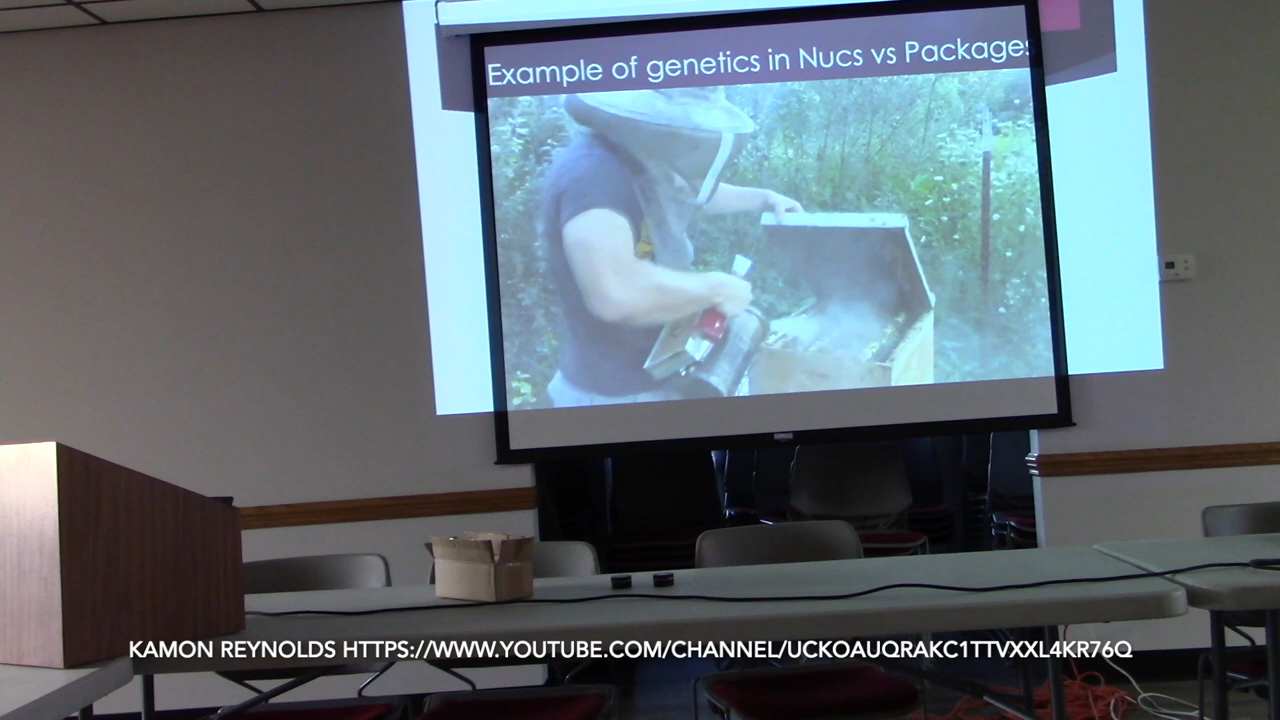 Example of genetics in Nucs vs Packages
KAMON REYNOLDS HTTPS://WWW.YOUTUBE.COM/CHANNEL/UCKOAUQRAKC1TTVXXL4KR76Q